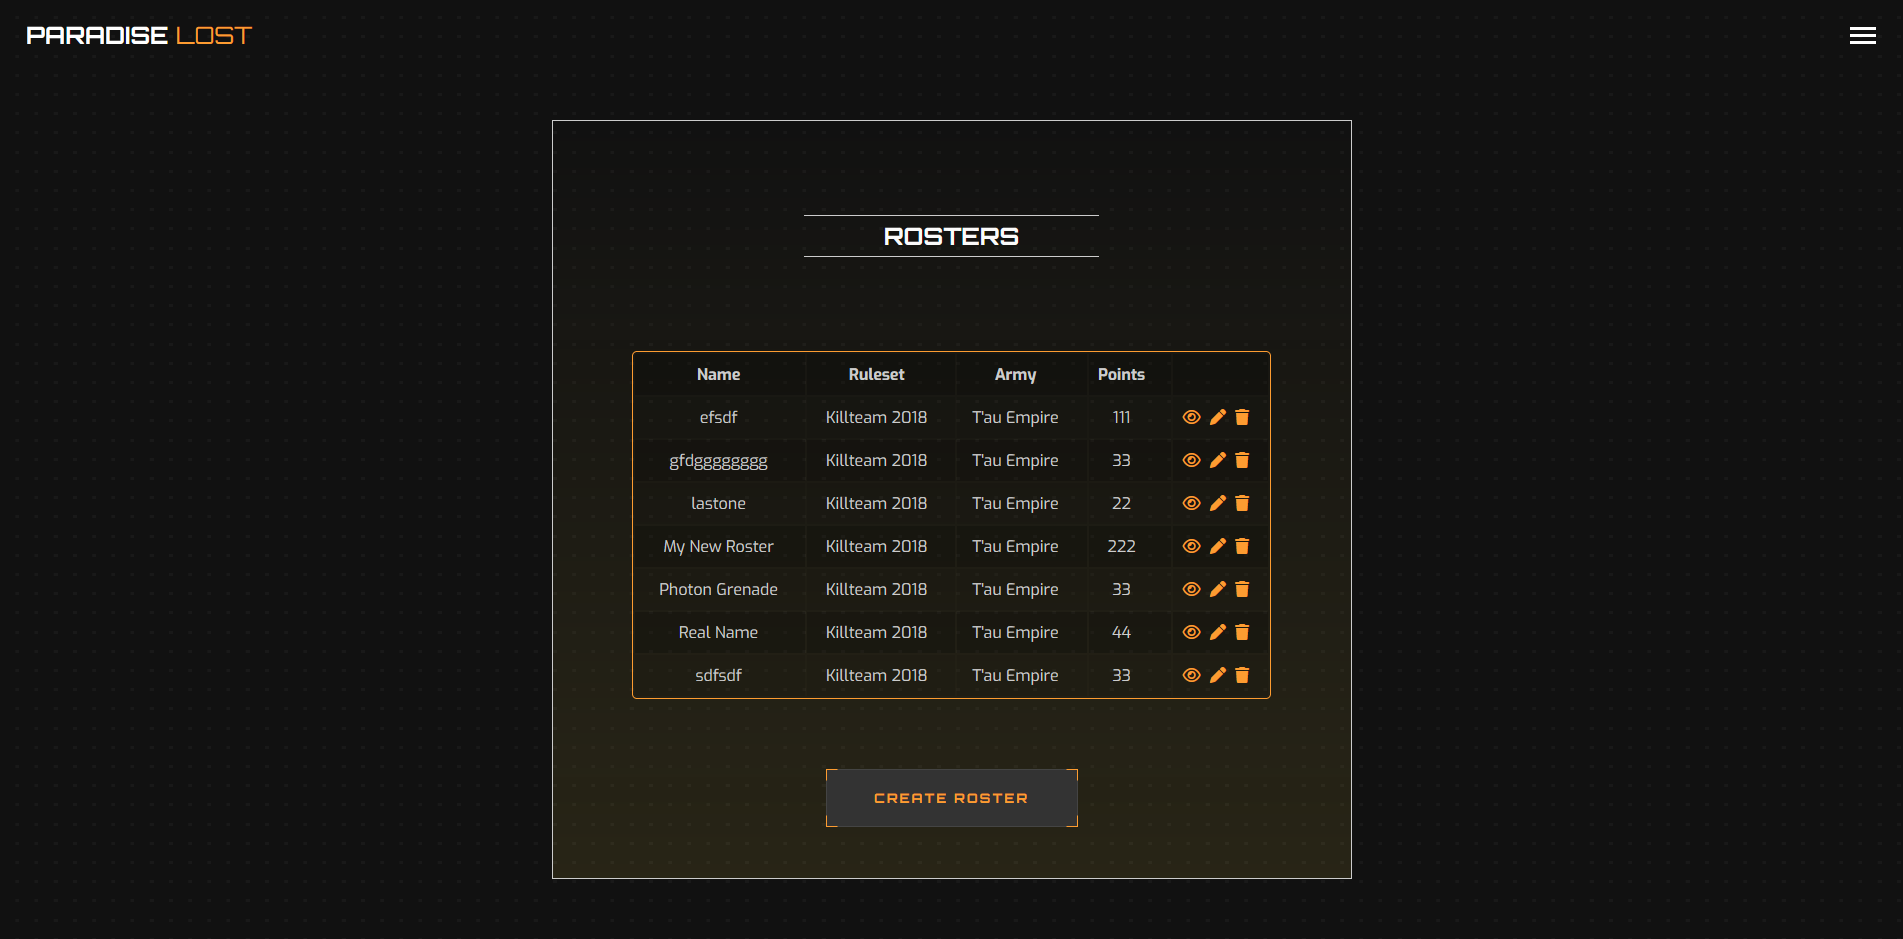 PARADISE LOST
ROSTERS
Name Ruleset Army Points
efsdf Killteam 2018 T'au Empire 111
gfdgggggggg Killteam 2018 T'au Empire 33
lastone Killteam 2018 T'au Empire 22
My New Roster Killteam 2018 T'au Empire 222
Photon Grenade Killteam 2018 T'au Empire 33
Real Name Killteam 2018 T'au Empire 44
sdfsdf Killteam 2018 T'au Empire 33
CREATE ROSTER